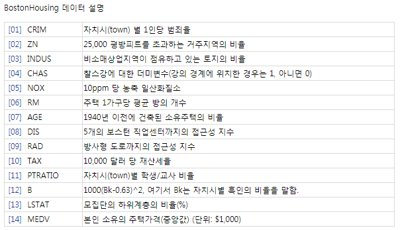 BostonHousing 데이터 설명
[01] CRIM 자치시(town) 별 1인당 범죄율
[02] ZN 25,000 평방피트를 초과하는 거주지역의 비율
[03] INDUS 비소매상업지역이 점유하고 있는 토지의 비율
[04] CHAS 찰스강에 대한 더미변수(강의 경계에 위치한 경우는 1, 아니면 0)
[05] NOX 10ppm 당 농축 일산화질소
[06] RM 주택 1가구당 평균 방의 개수
[07] AGE 1940년 이전에 건축된 소유주택의 비율
[08] DIS 5개의 보스턴 직업센터까지의 접근성 지수
[09] RAD 방사형 도로까지의 접근성 지수
[10] TAX 10,000 달러 당 재산세율
[11] PTRATIO 자치시(town)별 학생/교사 비율
[12] B 1000(Bk-0.63)^2, 여기서 Bk는 자치시별 흑인의 비율을 말함.
[13] LSTAT 모집단의 하위계층의 비율(%)
[14] MEDV 본인 소유의 주택가격(중앙값) (단위: $1,000)